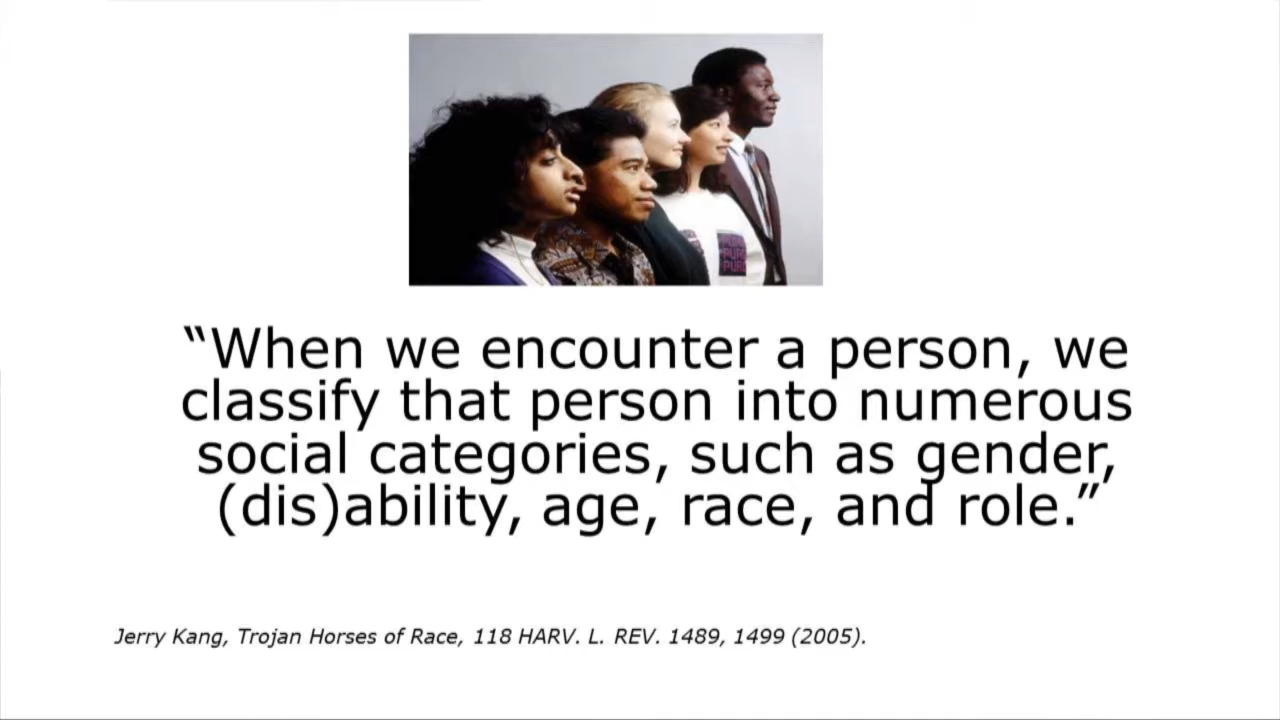 “When we encounter a person, we
classify that person into numerous
social categories, such as gender,
(dis)ability, age, race, and role.”
Jerry Kang, Trojan Horses of Race, 118 HARV. L. REV. 1489, 1499 (2005).